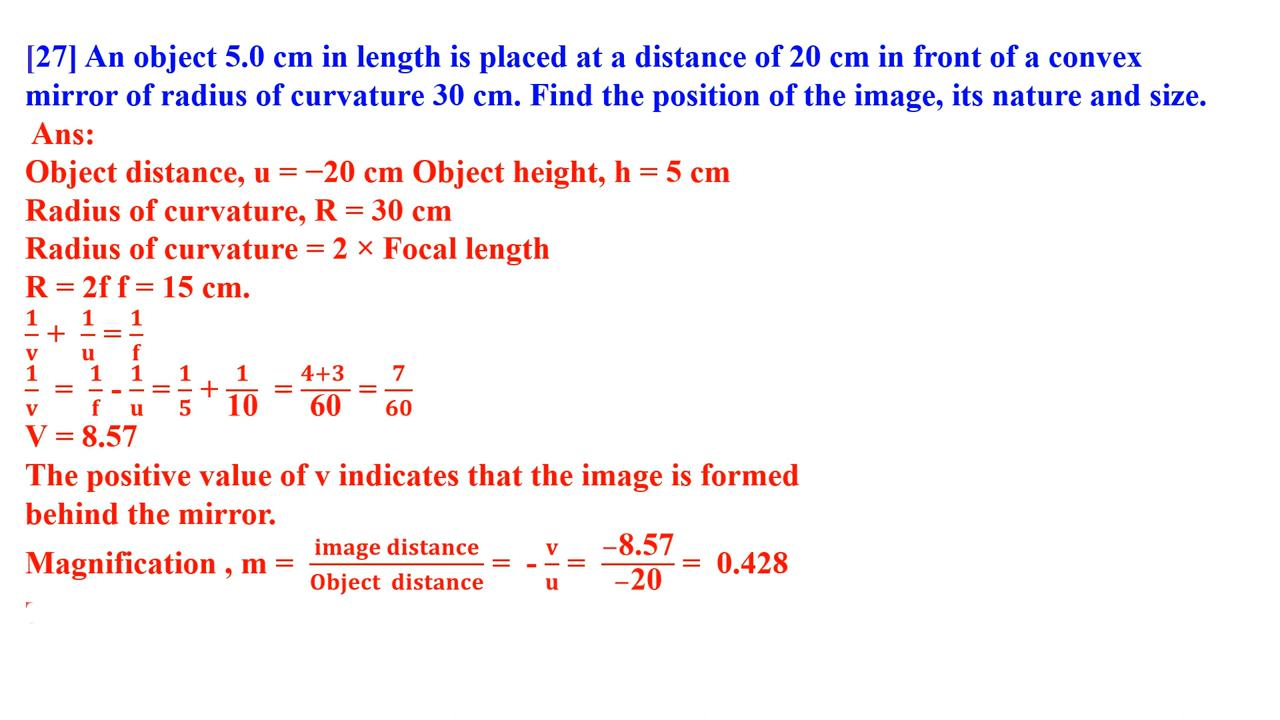 [27] An object 5.0 cm in length is placed at a distance of 20 cm in front of a convex
mirror of radius of curvature 30 cm. Find the position of the image, its nature and size.
Ans:
Object distance, u = −20 cm Object height, h = 5 cm
Radius of curvature, R = 30 cm
Radius of curvature = 2 × Focal length
R = 2f f = 15 cm.
1/v + 1/u = 1/f
1/v = 1/f - 1/u = 1/5 + 1/10 = 4+3/60 = 7/60
V = 8.57
The positive value of v indicates that the image is formed
behind the mirror.
Magnification , m = image distance/Object distance = - v/u = −8.57/−20 = 0.428